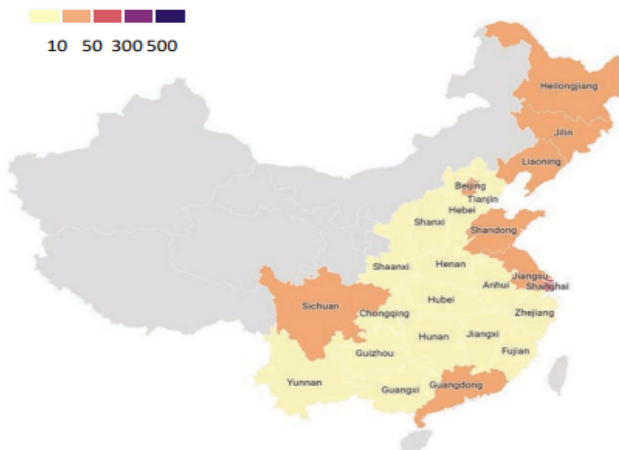 10 50 300 500
Heilongjiang
Jilin
Liaoning
Beijing
Tianjin
Hebei
Shanxi
Shandong
Shaanxi
Henan
Jiangsu
Anhui
Shanghai
Sichuan
Chongqing
Hubei
Zhejiang
Hunan
Jiangxi
Guizhou
Fujian
Yunnan
Guangxi
Guangdong